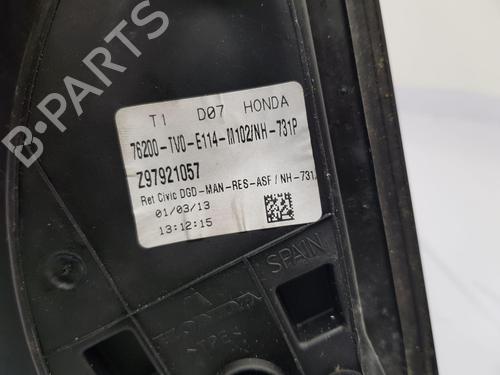 T1 D07 HONDA
76200-TV0-E114-M102/NH-731P
Z97921057
Ret Civic DGD-MAN-RES-ASF/NH-731
01/03/13
13:12:15
SPAIN
HONDA
B